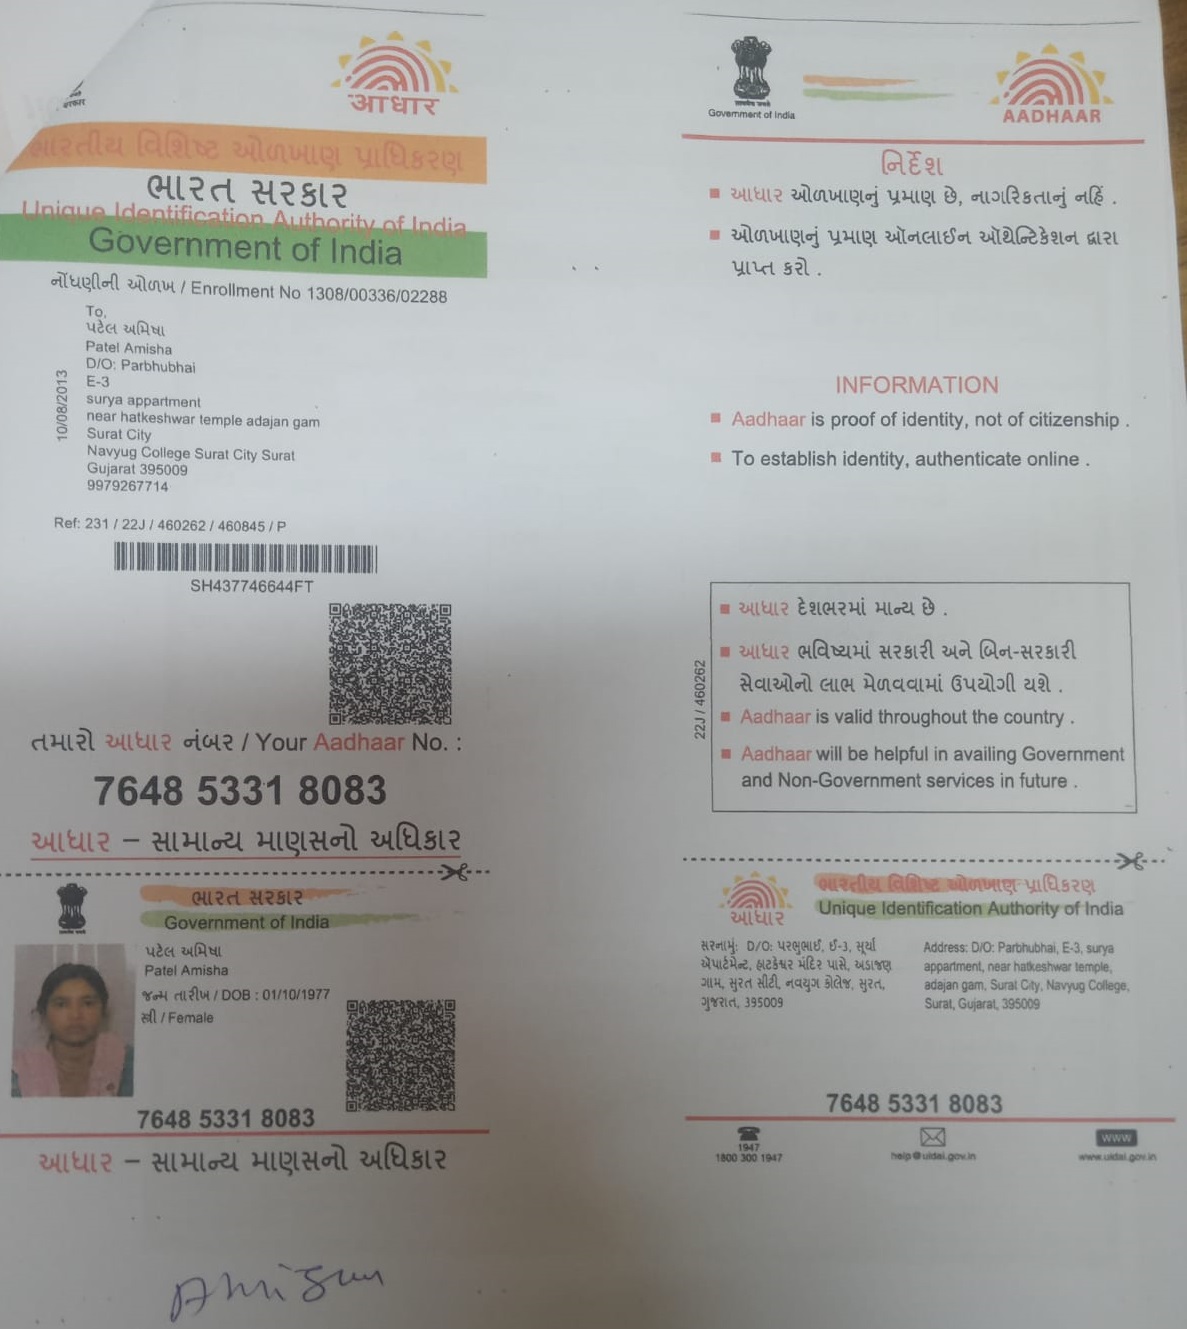 સરકાર
आधार
ભારતીય વિશિષ્ટ ઓળખાણ પ્રાધિકરણ
ભારત સરકાર
Unique Identification Authority of India
Government of India
નોંધણીની ઓળખ / Enrollment No 1308/00336/02288
To,
પટેલ અમિષા
Patel Amisha
D/O: Parbhubhai
E-3
surya appartment
near hatkeshwar temple adajan gam
Surat City
Navyug College Surat City Surat
Gujarat 395009
9979267714
10/08/2013
Ref: 231 / 22J / 460262 / 460845 / P
SH437746644FT
તમારો આધાર નંબર / Your Aadhaar No. :
7648 5331 8083
આધાર – સામાન્ય માણસનો અધિકાર
ભારત સરકાર
Government of India
પટેલ અમિષા
Patel Amisha
જન્મ તારીખ / DOB : 01/10/1977
સ્ત્રી / Female
7648 5331 8083
આધાર – સામાન્ય માણસનો અધિકાર
Government of India
AADHAAR
નિર્દેશ
આધાર ઓળખાણનું પ્રમાણ છે, નાગરિકતાનું નહિં .
ઓળખાણનું પ્રમાણ ઑનલાઈન ઑથેન્ટિકેશન દ્વારા
પ્રાપ્ત કરો .
INFORMATION
Aadhaar is proof of identity, not of citizenship .
To establish identity, authenticate online .
22J / 460262
આધાર દેશભરમાં માન્ય છે .
આધાર ભવિષ્યમાં સરકારી અને બિન-સરકારી
સેવાઓનો લાભ મેળવવામાં ઉપયોગી થશે .
Aadhaar is valid throughout the country .
Aadhaar will be helpful in availing Government
and Non-Government services in future .
આધાર
ભારતીય વિશિષ્ટ ઓળખાણ પ્રાધિકરણ
Unique Identification Authority of India
સરનામું: D/O: પરભુભાઈ, ઈ-3, સૂર્યા
એપાર્ટમેન્ટ, હાટકેશ્વર મંદિર પાસે, અડાજણ
ગામ, સુરત સીટી, નવયુગ કોલેજ, સુરત,
ગુજરાત, 395009
Address: D/O: Parbhubhai, E-3, surya
appartment, near hatkeshwar temple,
adajan gam, Surat City, Navyug College,
Surat, Gujarat, 395009
7648 5331 8083
1947
1800 300 1947
help@uidai.gov.in
www
www.uidai.gov.in